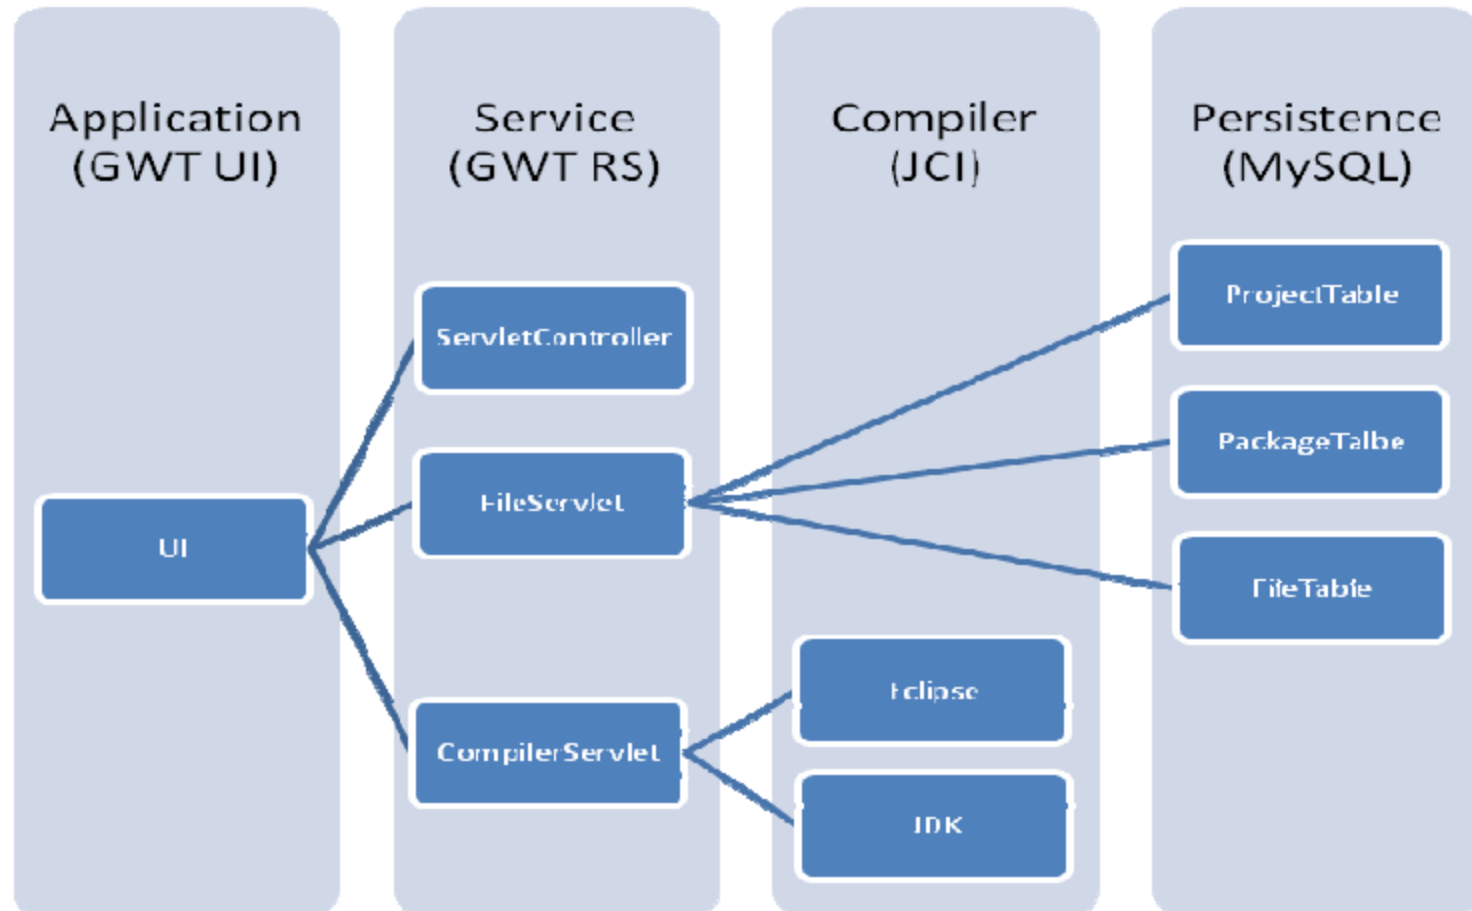 Application
(GWT UI)
Service
(GWT RS)
Compiler
(JCI)
Persistence
(MySQL)
UI
ServletController
FileServlet
CompilerServlet
Eclipse
JDK
ProjectTable
PackageTalbe
FileTable